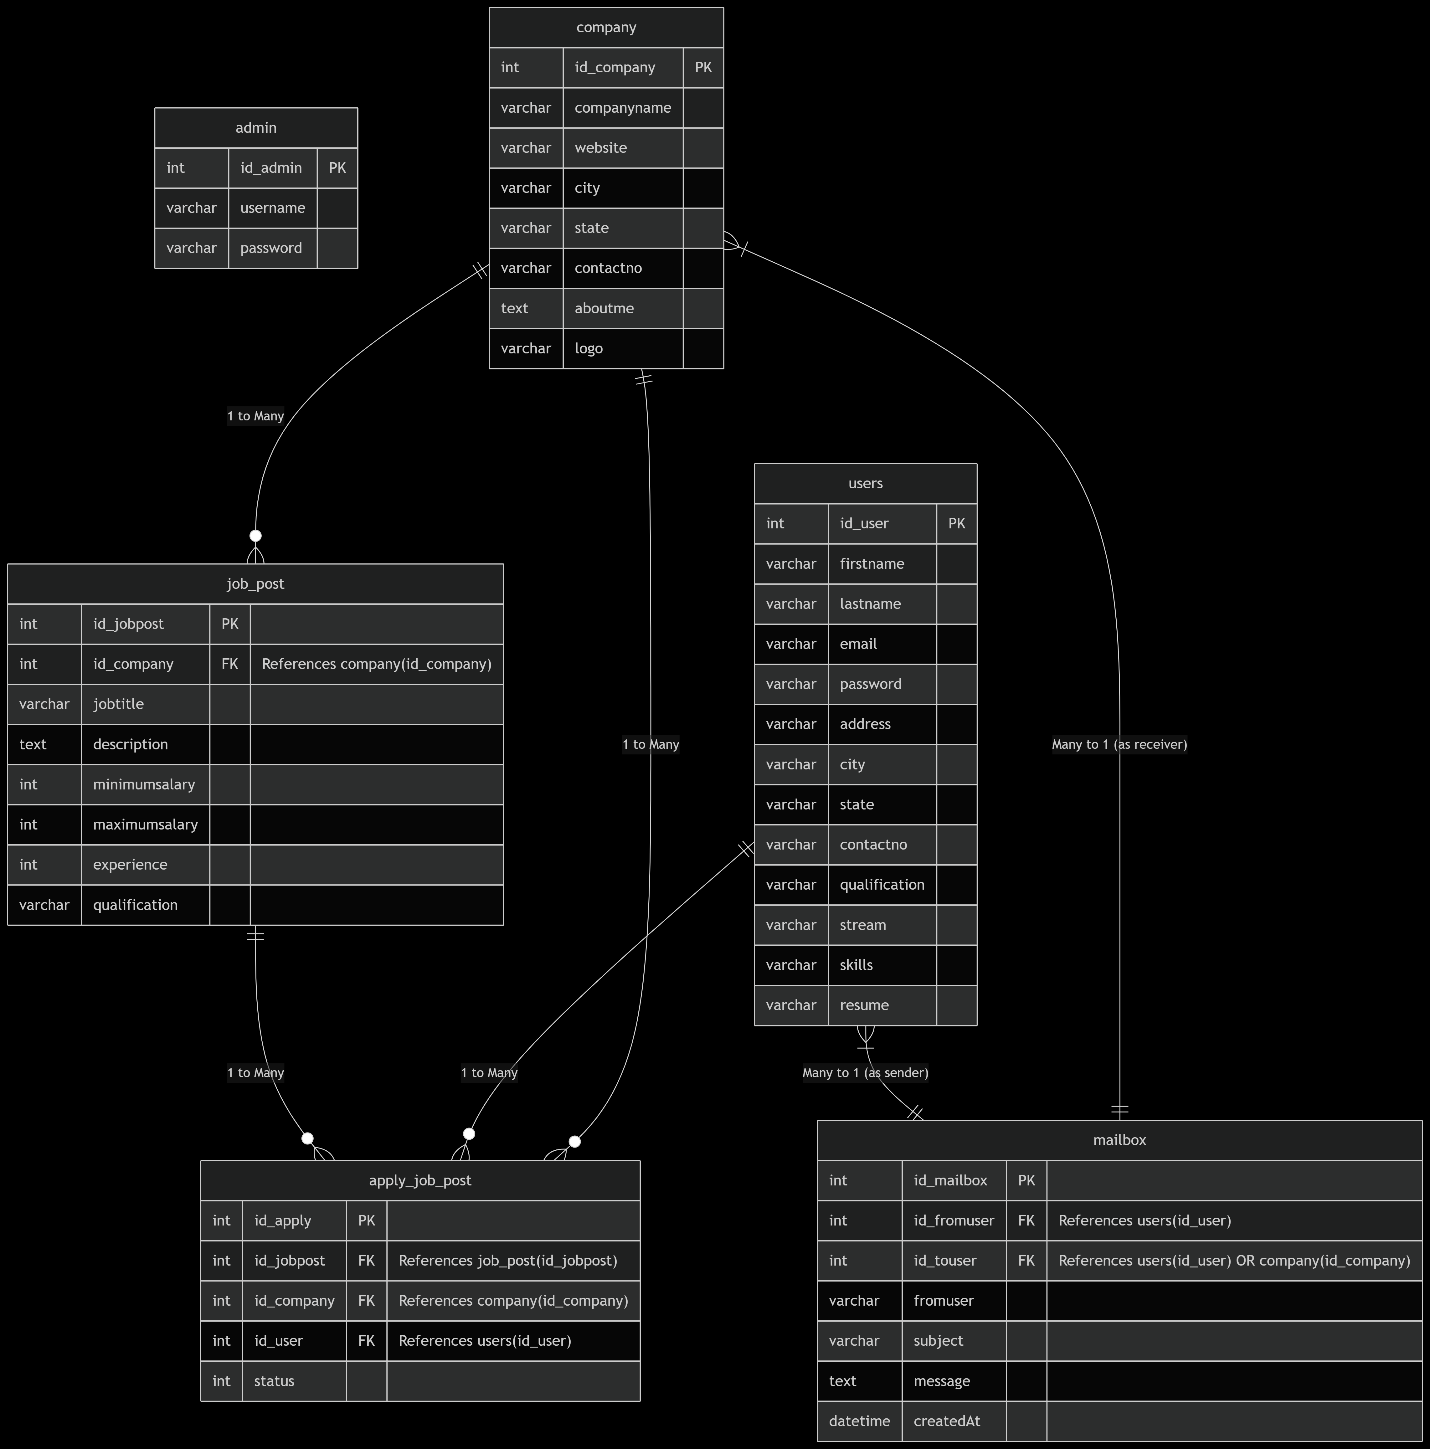 company
int id_company PK
varchar companyname
varchar website
varchar city
varchar state
varchar contactno
text aboutme
varchar logo
admin
int id_admin PK
varchar username
varchar password
1 to Many
users
int id_user PK
varchar firstname
varchar lastname
varchar email
varchar password
varchar address
varchar city
varchar state
varchar contactno
varchar qualification
varchar stream
varchar skills
varchar resume
job_post
int id_jobpost PK
int id_company FK References company(id_company)
varchar jobtitle
text description
int minimumsalary
int maximumsalary
int experience
varchar qualification
1 to Many
Many to 1 (as receiver)
1 to Many
1 to Many
Many to 1 (as sender)
apply_job_post
int id_apply PK
int id_jobpost FK References job_post(id_jobpost)
int id_company FK References company(id_company)
int id_user FK References users(id_user)
int status
mailbox
int id_mailbox PK
int id_fromuser FK References users(id_user)
int id_touser FK References users(id_user) OR company(id_company)
varchar fromuser
varchar subject
text message
datetime createdAt